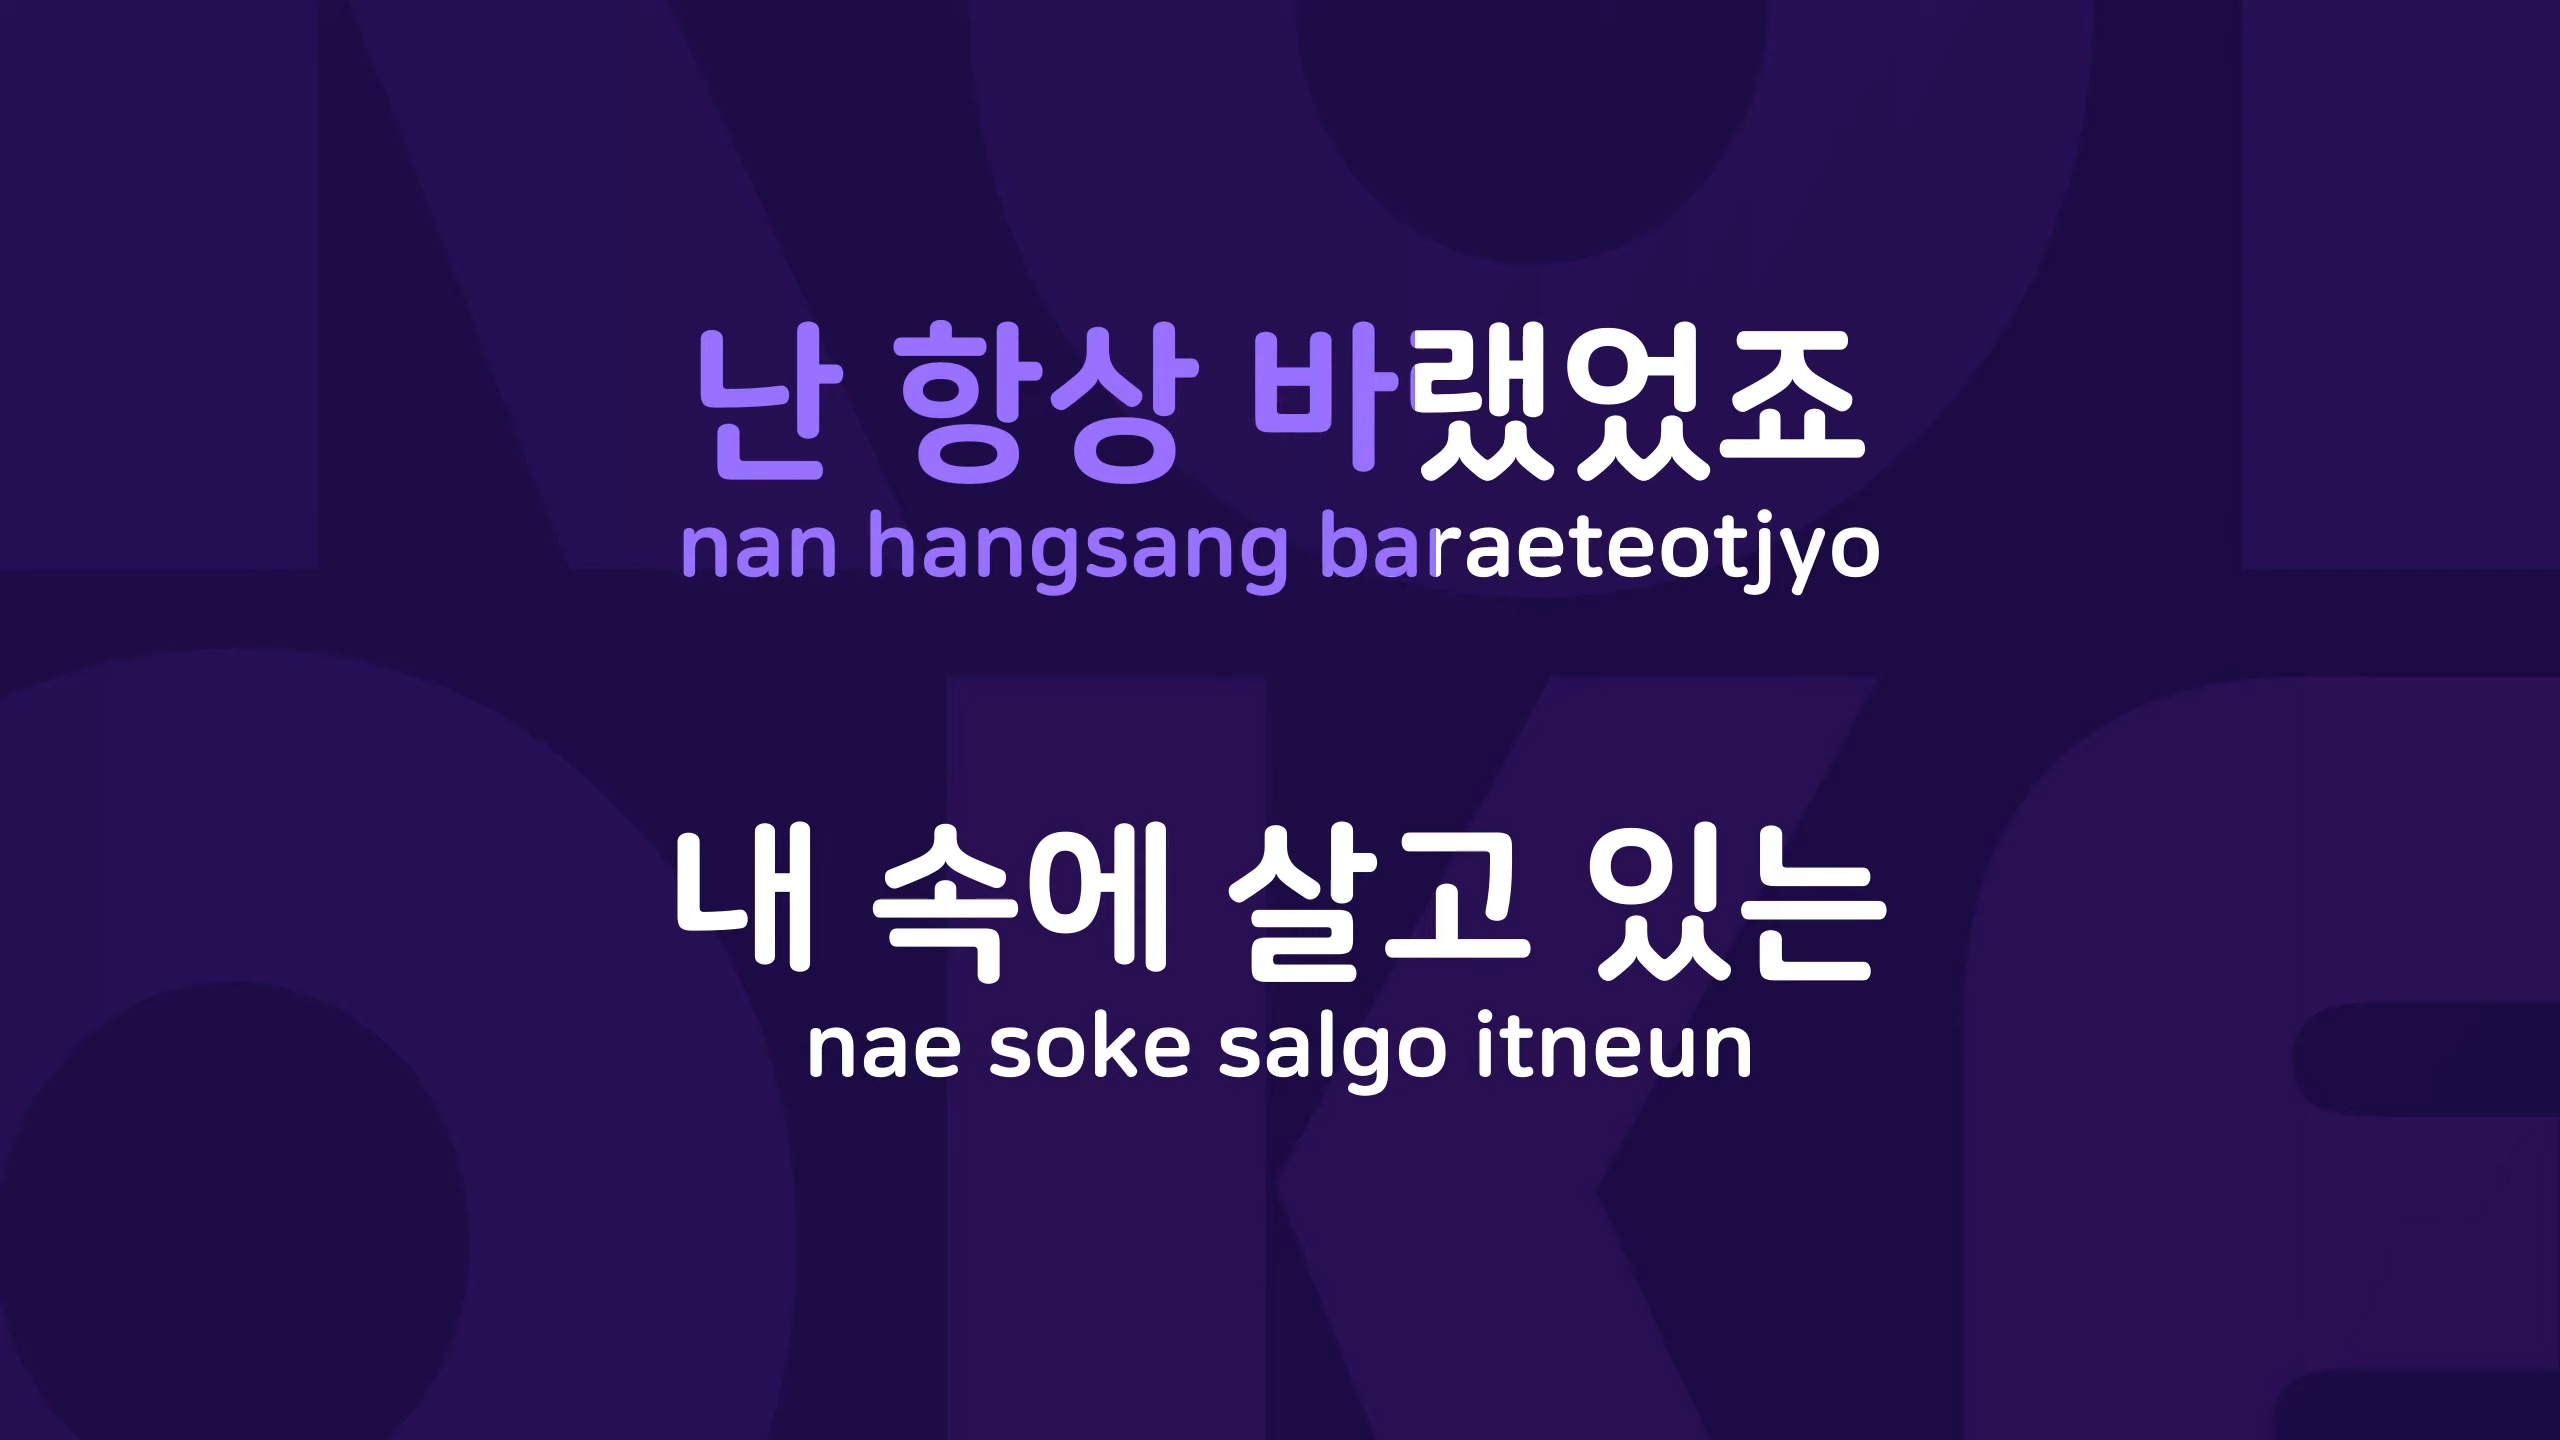 난 항상 바랬었죠
nan hangsang baraeteotjyo
내 속에 살고 있는
nae soke salgo itneun